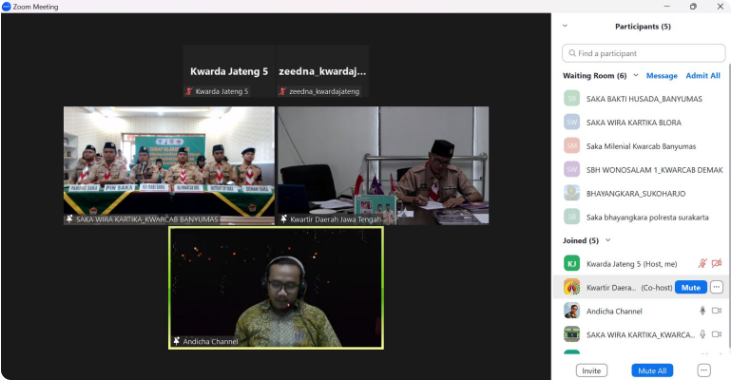 Zoom Meeting
Kwarda Jateng 5
Kwarda Jateng 5
zeedna_kwardaj...
zeedna_kwardajateng
PIN SAKA
SAKA WIRA KARTIKA_KWARCAB BANYUMAS
Kwartir Daerah Jawa Tengah
Andicha Channel
Participants (5)
Find a participant
Waiting Room (6) Message Admit All
SB SAKA BAKTI HUSADA_BANYUMAS
SW SAKA WIRA KARTIKA BLORA
SM Saka Milenial Kwarcab Banyumas
SW SBH WONOSALAM 1_KWARCAB DEMAK
BHAYANGKARA_SUKOHARJO
SB Saka bhayangkara polresta surakarta
Joined (5)
KJ Kwarda Jateng 5 (Host, me)
Kwartir Daera... (Co-host) Mute
Andicha Channel
SAKA WIRA KARTIKA_KWARCA...
Invite Mute All